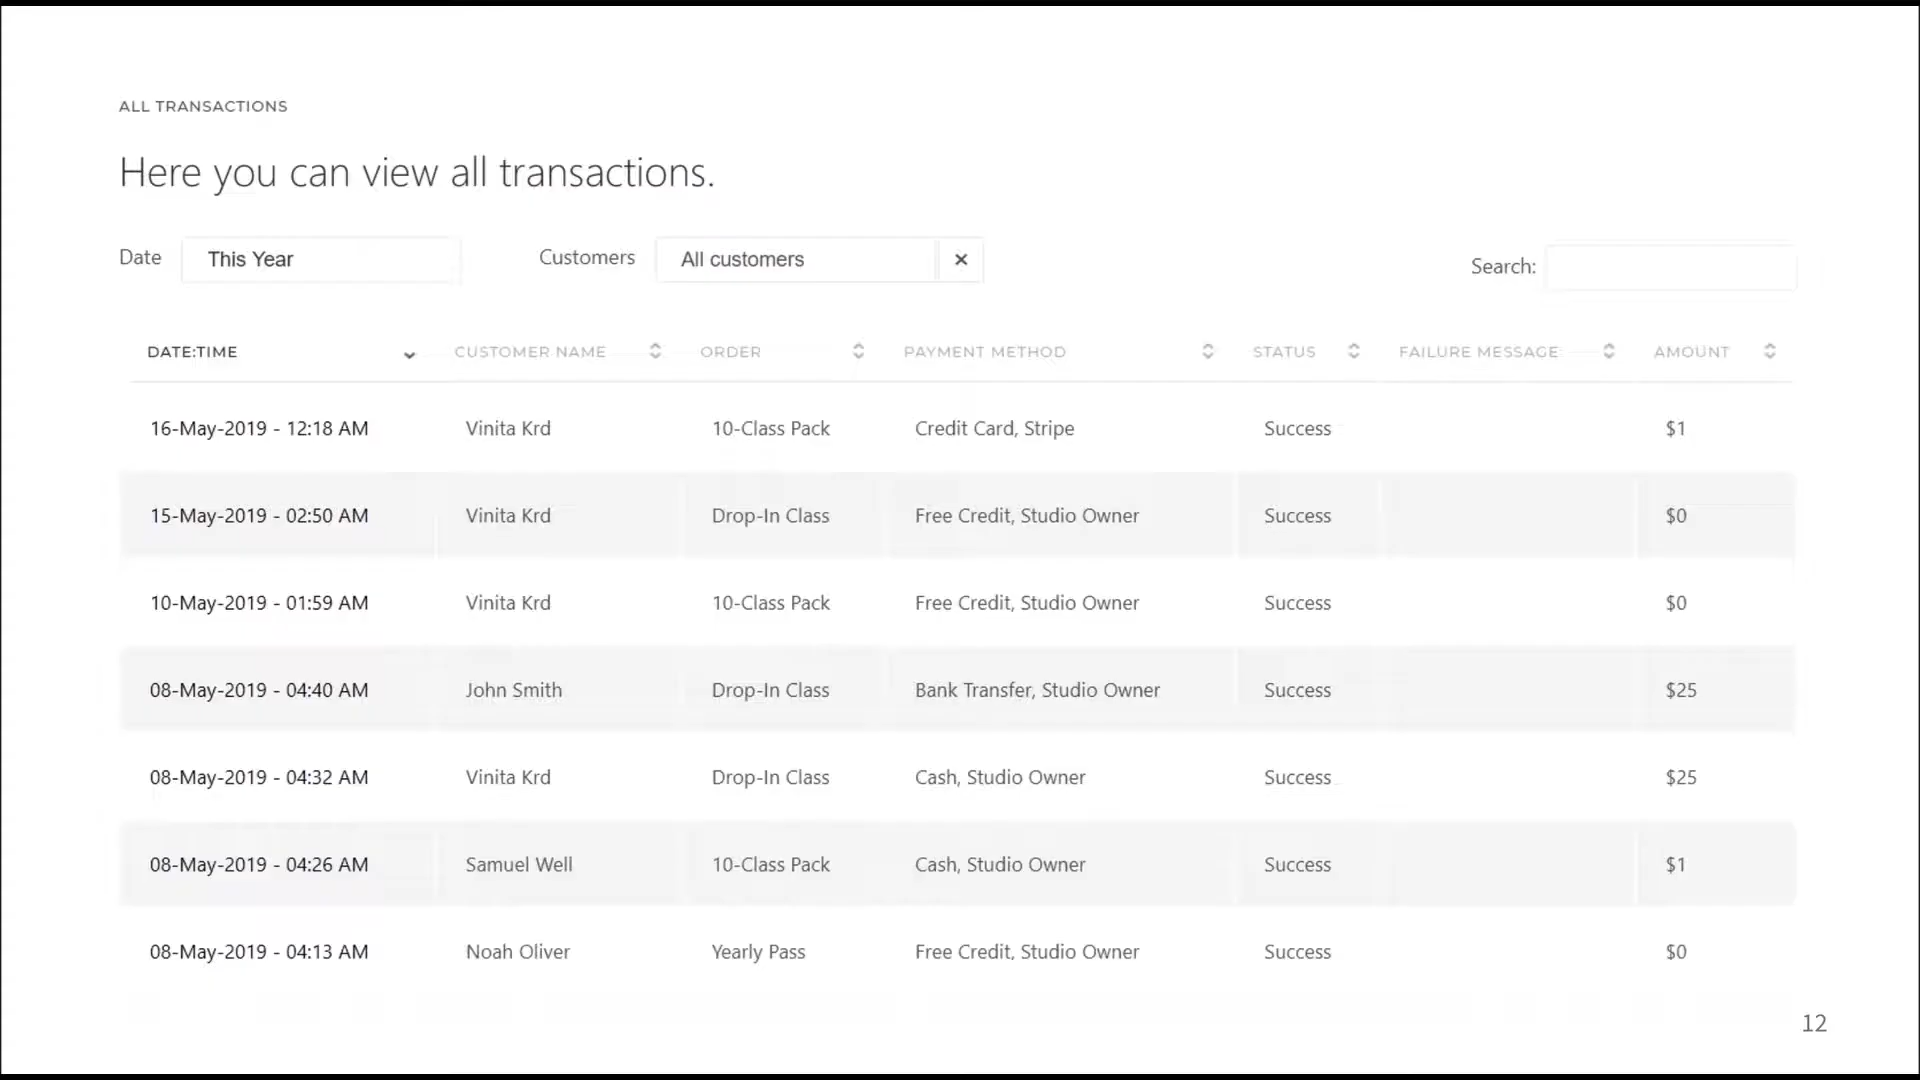 ALL TRANSACTIONS
Here you can view all transactions.
Date This Year Customers All customers × Search:
DATE:TIME CUSTOMER NAME ORDER PAYMENT METHOD STATUS FAILURE MESSAGE AMOUNT
16-May-2019 - 12:18 AM Vinita Krd 10-Class Pack Credit Card, Stripe Success $1
15-May-2019 - 02:50 AM Vinita Krd Drop-In Class Free Credit, Studio Owner Success $0
10-May-2019 - 01:59 AM Vinita Krd 10-Class Pack Free Credit, Studio Owner Success $0
08-May-2019 - 04:40 AM John Smith Drop-In Class Bank Transfer, Studio Owner Success $25
08-May-2019 - 04:32 AM Vinita Krd Drop-In Class Cash, Studio Owner Success $25
08-May-2019 - 04:26 AM Samuel Well 10-Class Pack Cash, Studio Owner Success $1
08-May-2019 - 04:13 AM Noah Oliver Yearly Pass Free Credit, Studio Owner Success $0
12